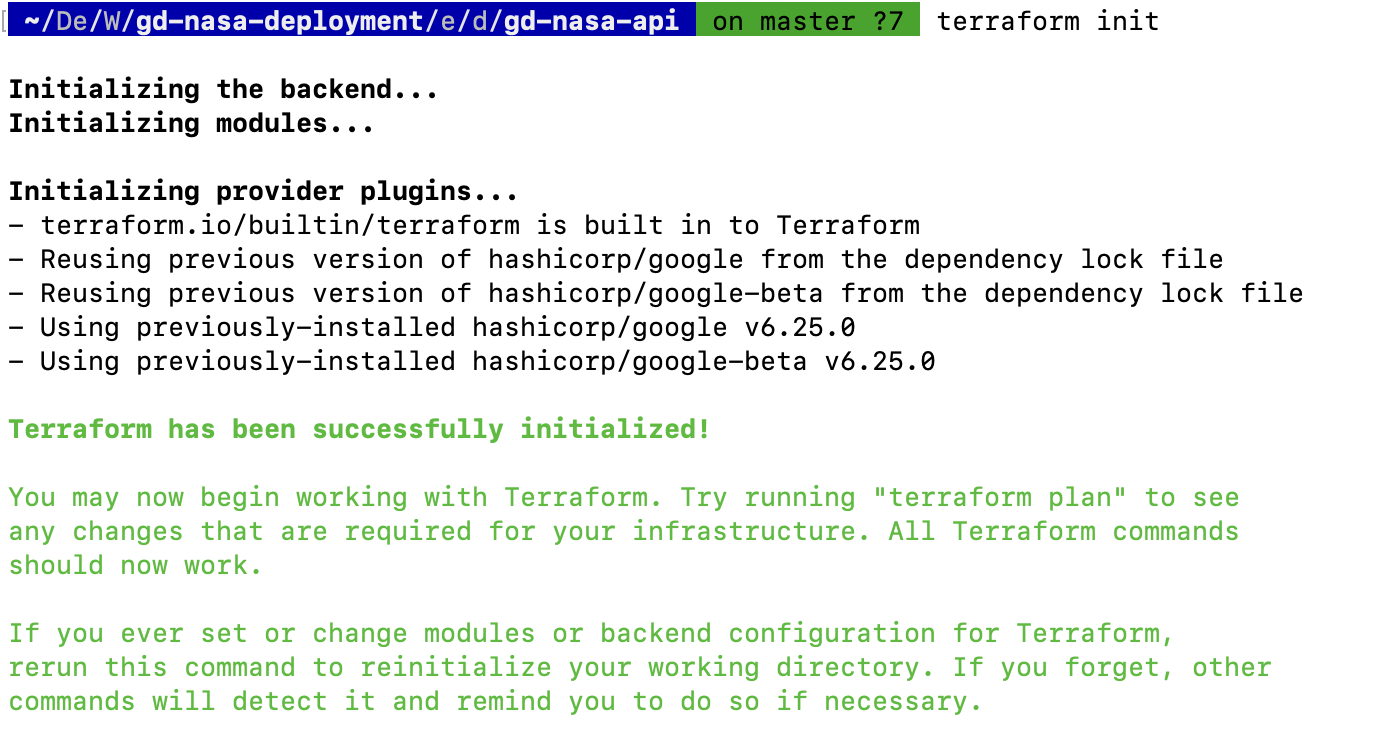 ~/De/W/gd-nasa-deployment/e/d/gd-nasa-api on master ?7 terraform init
Initializing the backend...
Initializing modules...
Initializing provider plugins...
– terraform.io/builtin/terraform is built in to Terraform
– Reusing previous version of hashicorp/google from the dependency lock file
– Reusing previous version of hashicorp/google-beta from the dependency lock file
– Using previously-installed hashicorp/google v6.25.0
– Using previously-installed hashicorp/google-beta v6.25.0
Terraform has been successfully initialized!
You may now begin working with Terraform. Try running "terraform plan" to see
any changes that are required for your infrastructure. All Terraform commands
should now work.
If you ever set or change modules or backend configuration for Terraform,
rerun this command to reinitialize your working directory. If you forget, other
commands will detect it and remind you to do so if necessary.